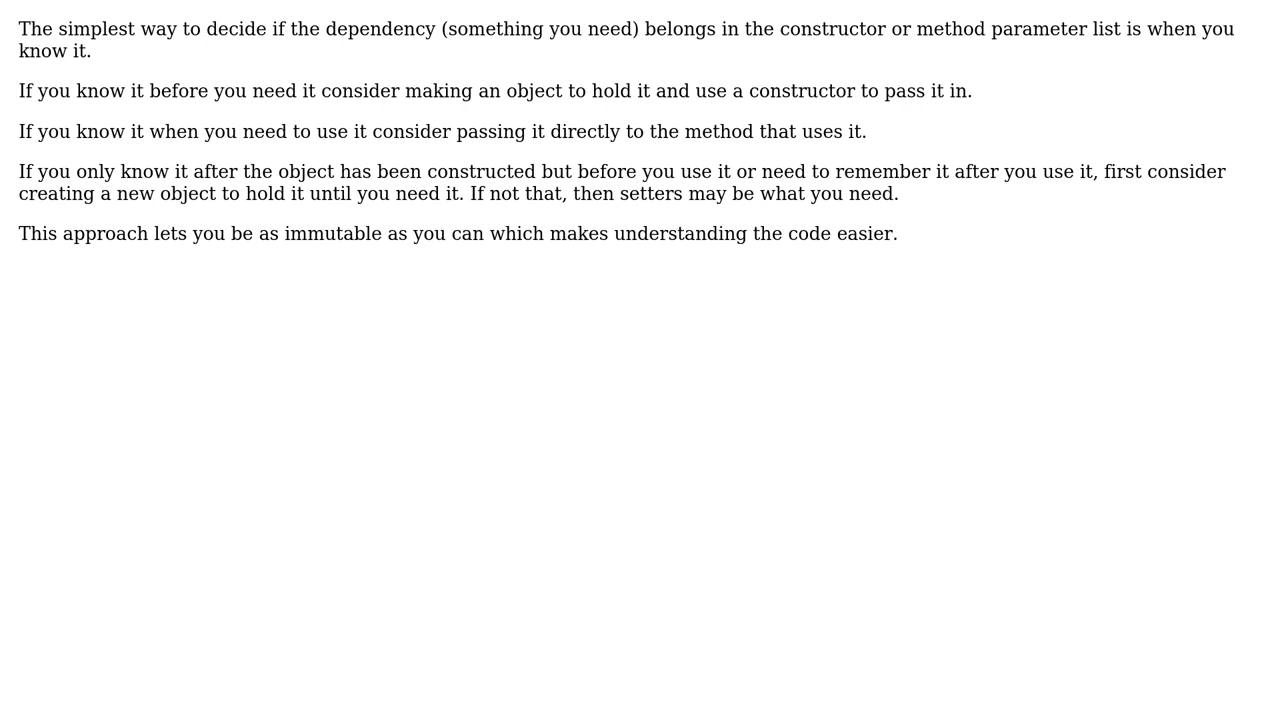 The simplest way to decide if the dependency (something you need) belongs in the constructor or method parameter list is when you
know it.
If you know it before you need it consider making an object to hold it and use a constructor to pass it in.
If you know it when you need to use it consider passing it directly to the method that uses it.
If you only know it after the object has been constructed but before you use it or need to remember it after you use it, first consider
creating a new object to hold it until you need it. If not that, then setters may be what you need.
This approach lets you be as immutable as you can which makes understanding the code easier.